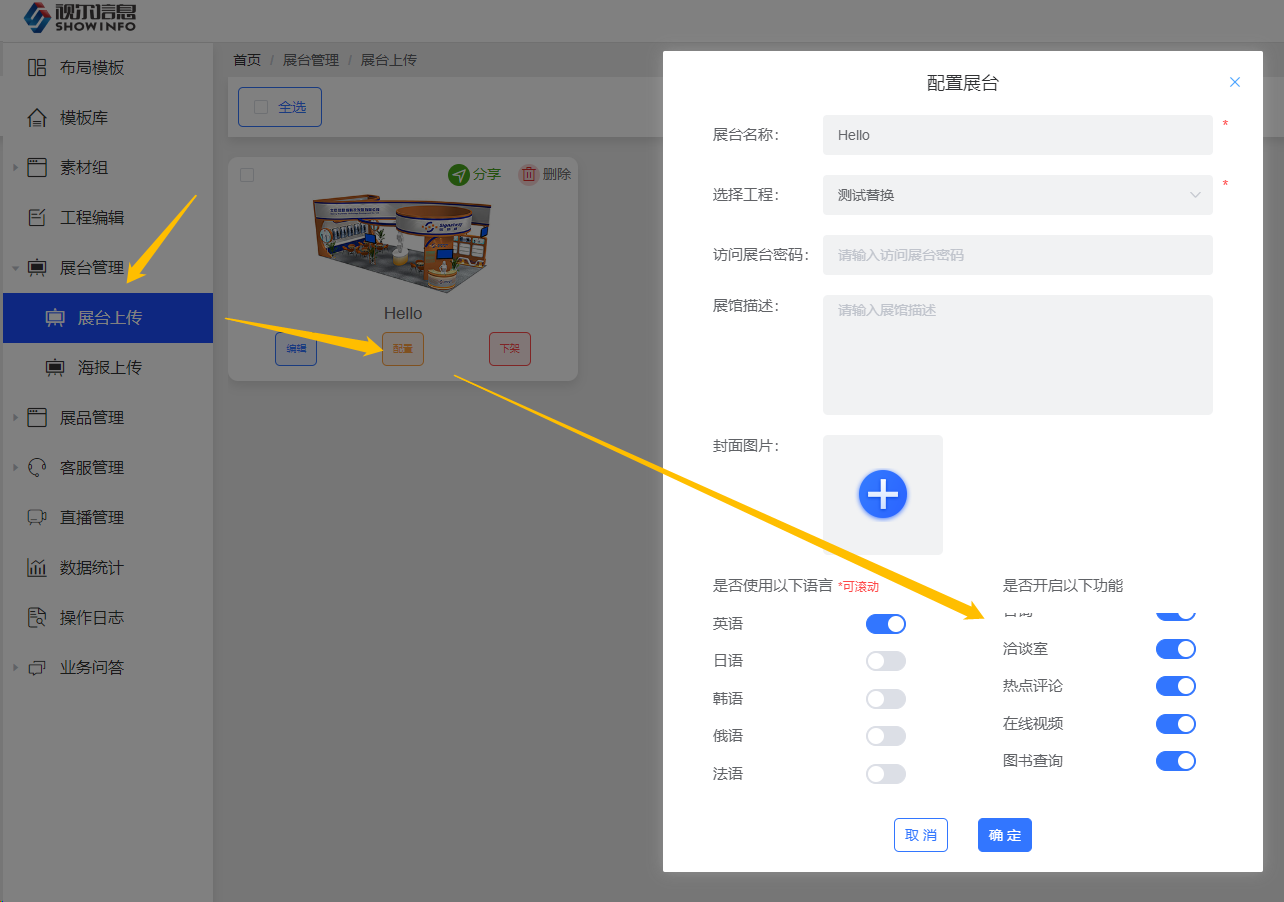 视尔信息
SHOWINFO
布局模板
模板库
素材组
工程编辑
展台管理
展台上传
海报上传
展品管理
客服管理
直播管理
数据统计
操作日志
业务问答
首页 / 展台管理 / 展台上传
全选
分享 删除
Hello
编辑 配置 下架
配置展台
展台名称: Hello *
选择工程: 测试替换 *
访问展台密码: 请输入访问展台密码
展馆描述: 请输入展馆描述
封面图片:
是否使用以下语言 *可滚动
英语
日语
韩语
俄语
法语
是否开启以下功能
洽谈室
热点评论
在线视频
图书查询
取 消 确 定